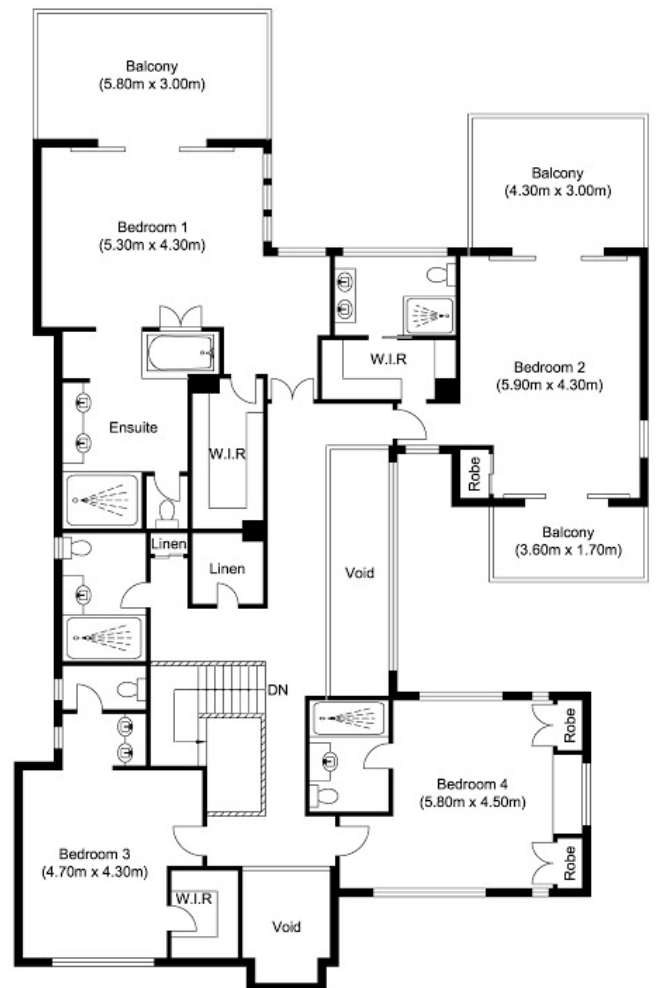 Balcony
(5.80m x 3.00m)
Balcony
(4.30m x 3.00m)
Bedroom 1
(5.30m x 4.30m)
W.I.R
Bedroom 2
(5.90m x 4.30m)
Ensuite
W.I.R
Robe
Balcony
(3.60m x 1.70m)
Linen
Linen
Void
DN
Robe
Bedroom 4
(5.80m x 4.50m)
Robe
Bedroom 3
(4.70m x 4.30m)
W.I.R
Void